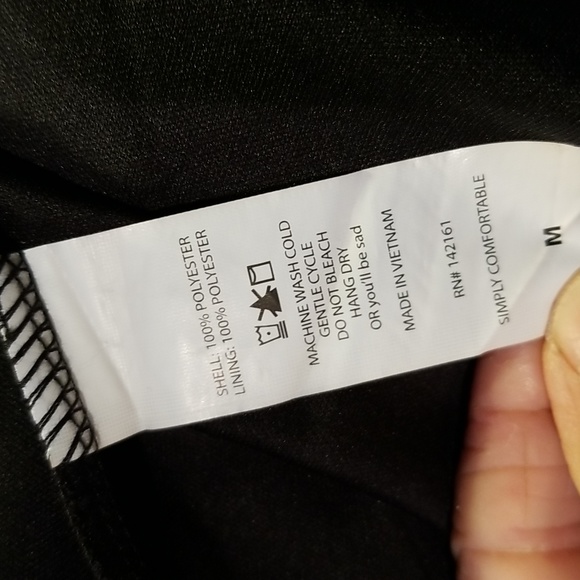 SHELL: 100% POLYESTER
LINING: 100% POLYESTER
MACHINE WASH COLD
GENTLE CYCLE
DO NOT BLEACH
HANG DRY
OR you'll be sad
MADE IN VIETNAM
RN# 142161
SIMPLY COMFORTABLE
M